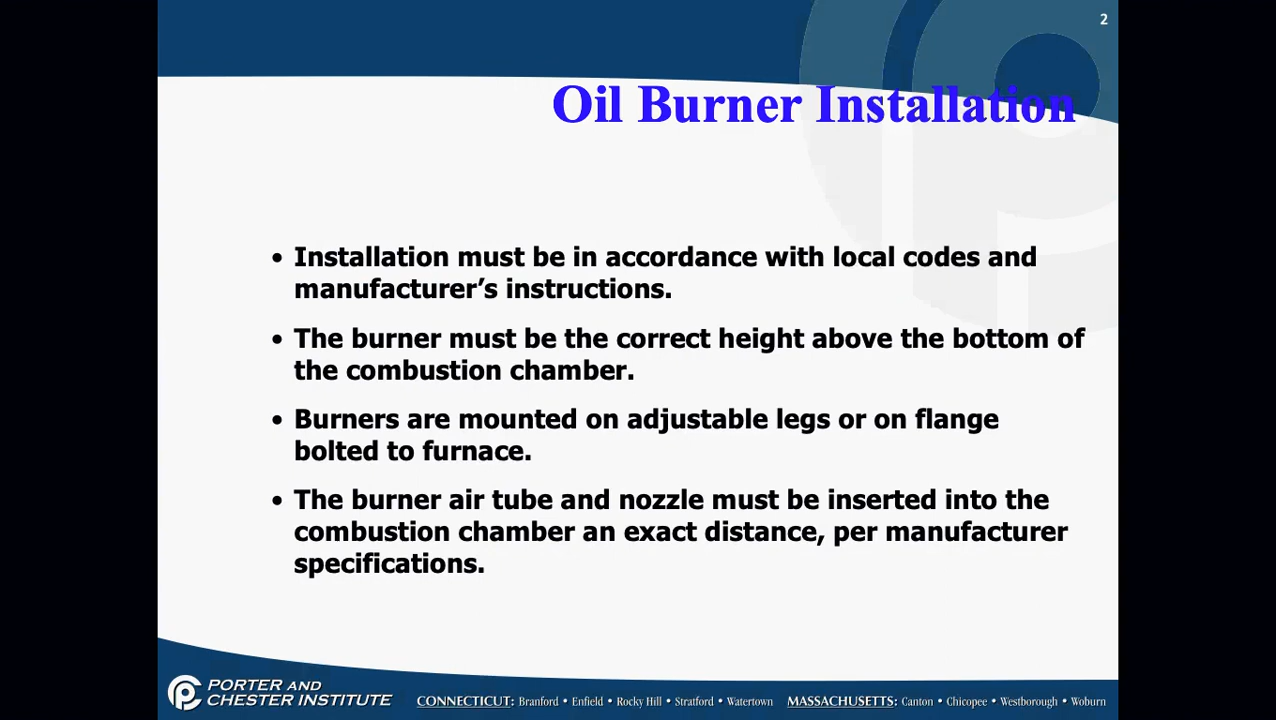 2
Oil Burner Installation
• Installation must be in accordance with local codes and
manufacturer’s instructions.
• The burner must be the correct height above the bottom of
the combustion chamber.
• Burners are mounted on adjustable legs or on flange
bolted to furnace.
• The burner air tube and nozzle must be inserted into the
combustion chamber an exact distance, per manufacturer
specifications.
PORTER AND
CHESTER INSTITUTE
CONNECTICUT: Branford • Enfield • Rocky Hill • Stratford • Watertown MASSACHUSETTS: Canton • Chicopee • Westborough • Woburn